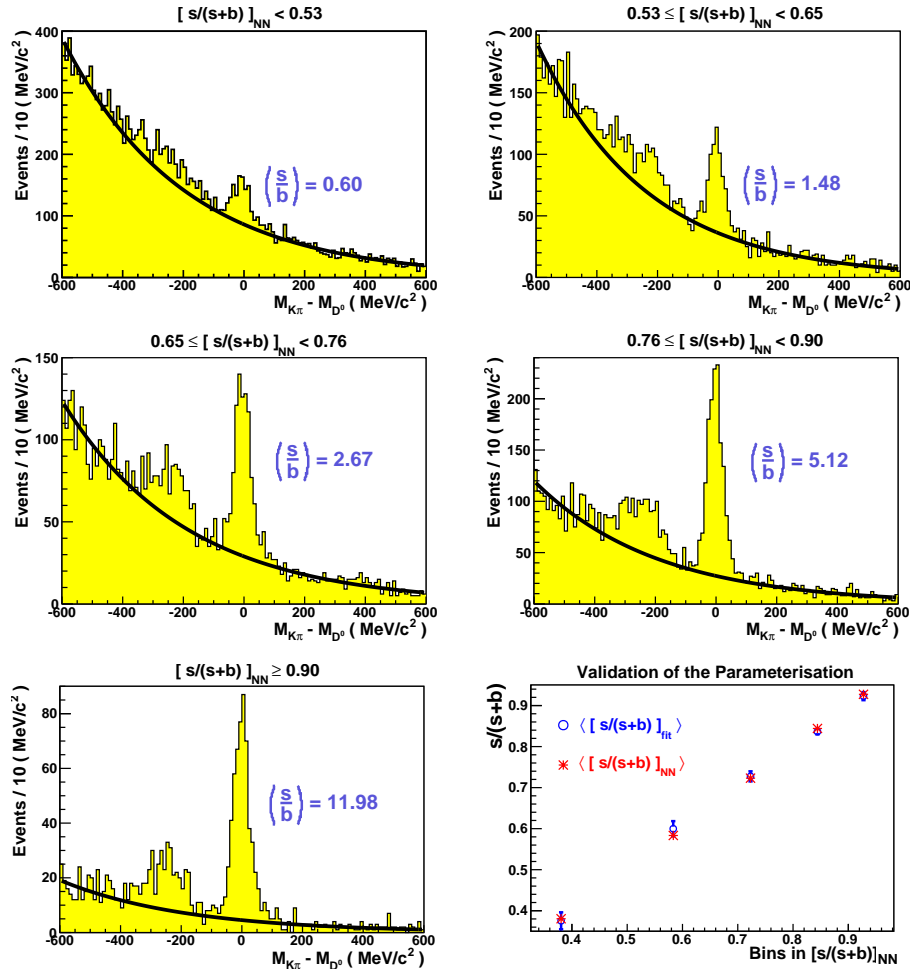 [ s/(s+b) ]NN < 0.53
Events / 10 ( MeV/c2 )
400
300
200
100
0
(s/b) = 0.60
-600 -400 -200 0 200 400 600
MKπ - MD0 ( MeV/c2 )
0.53 ≤ [ s/(s+b) ]NN < 0.65
Events / 10 ( MeV/c2 )
200
150
100
50
0
(s/b) = 1.48
-600 -400 -200 0 200 400 600
MKπ - MD0 ( MeV/c2 )
0.65 ≤ [ s/(s+b) ]NN < 0.76
Events / 10 ( MeV/c2 )
150
100
50
0
(s/b) = 2.67
-600 -400 -200 0 200 400 600
MKπ - MD0 ( MeV/c2 )
0.76 ≤ [ s/(s+b) ]NN < 0.90
Events / 10 ( MeV/c2 )
200
150
100
50
0
(s/b) = 5.12
-600 -400 -200 0 200 400 600
MKπ - MD0 ( MeV/c2 )
[ s/(s+b) ]NN ≥ 0.90
Events / 10 ( MeV/c2 )
80
60
40
20
0
(s/b) = 11.98
-600 -400 -200 0 200 400 600
MKπ - MD0 ( MeV/c2 )
Validation of the Parameterisation
s/(s+b)
0.9
0.8
0.7
0.6
0.5
0.4
⟨ [ s/(s+b) ]fit ⟩
⟨ [ s/(s+b) ]NN ⟩
0.4 0.5 0.6 0.7 0.8 0.9
Bins in [s/(s+b)]NN